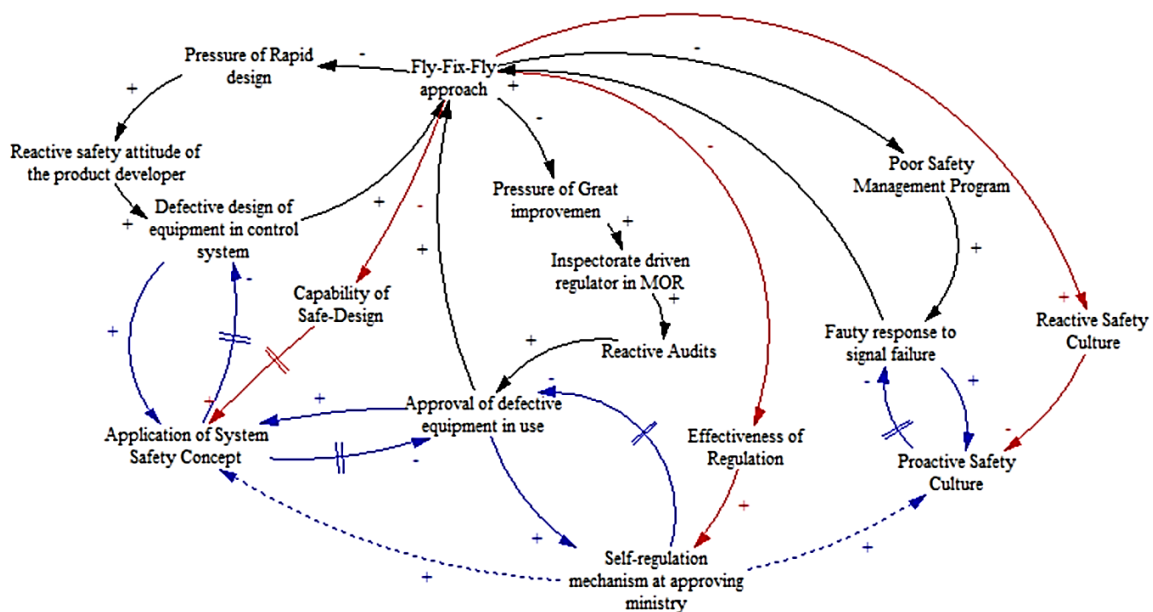 Pressure of Rapid
design
Fly-Fix-Fly
approach
Reactive safety attitude of
the product developer
Poor Safety
Management Program
Pressure of Great
improvemen
Defective design of
equipment in control
system
Inspectorate driven
regulator in MOR
Capability of
Safe-Design
Fauty response to
signal failure
Reactive Safety
Culture
Reactive Audits
Approval of defective
equipment in use
Application of System
Safety Concept
Effectiveness of
Regulation
Proactive Safety
Culture
Self-regulation
mechanism at approving
ministry